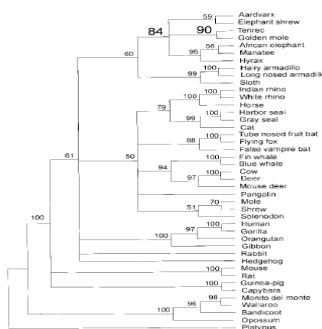 59 Aardvark
Elephant shrew
84 90 Tenrec
Golden mole
56 African elephant
60 95 Manatee
Hyrax
100 Hairy armadillo
99 Long nosed armadill
Sloth
100 Indian rhino
100 White rhino
79 Horse
100 Harbor seal
99 Gray seal
Cat
100 Tube nosed fruit bat
88 Flying fox
False vampire bat
61 50 100 Fin whale
Blue whale
94 100 Cow
97 Deer
Mouse deer
Pangolin
70 Mole
51 Shrew
Solenodon
100 100 Human
97 Gorilla
100 Orangutan
Gibbon
Rabbit
Hedgehog
100 Mouse
Rat
100 Guinea-pig
Capybara
98 Monito del monte
96 Wallaroo
100 Bandicoot
Opossum
Platypus